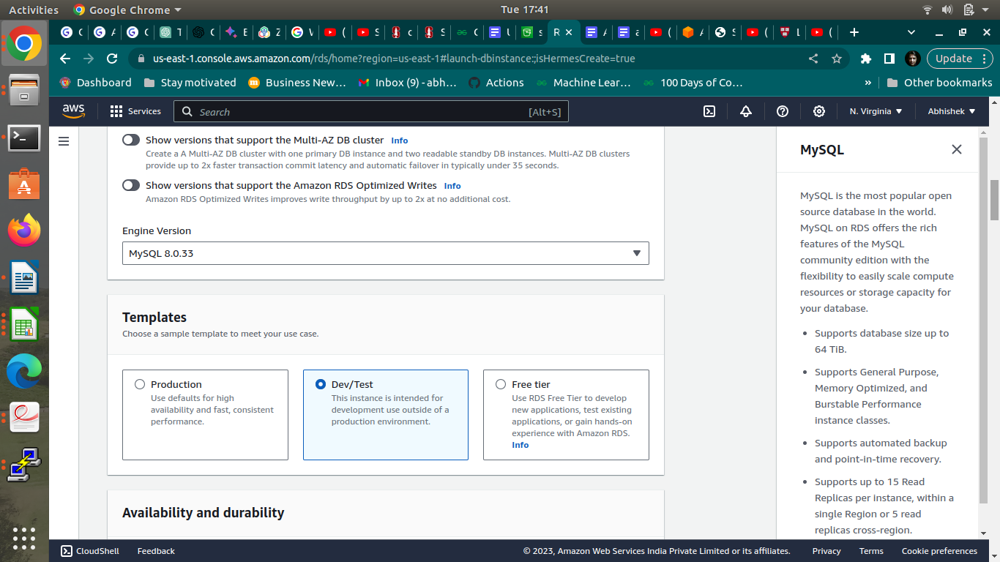 Activities
Google Chrome
Tue 17:41
us-east-1.console.aws.amazon.com/rds/home?region=us-east-1#launch-dbinstance;isHermesCreate=true
Update
Dashboard
Stay motivated
Business New…
Inbox (9) - abh…
Actions
Machine Lear…
100 Days of Co…
»
Other bookmarks
aws
Services
Search
[Alt+S]
N. Virginia
Abhishek
Show versions that support the Multi-AZ DB cluster Info
Create a A Multi-AZ DB cluster with one primary DB instance and two readable standby DB instances. Multi-AZ DB clusters
provide up to 2x faster transaction commit latency and automatic failover in typically under 35 seconds.
Show versions that support the Amazon RDS Optimized Writes Info
Amazon RDS Optimized Writes improves write throughput by up to 2x at no additional cost.
Engine Version
MySQL 8.0.33
Templates
Choose a sample template to meet your use case.
Production
Use defaults for high
availability and fast, consistent
performance.
Dev/Test
This instance is intended for
development use outside of a
production environment.
Free tier
Use RDS Free Tier to develop
new applications, test existing
applications, or gain hands-on
experience with Amazon RDS.
Info
Availability and durability
MySQL
MySQL is the most popular open
source database in the world.
MySQL on RDS offers the rich
features of the MySQL
community edition with the
flexibility to easily scale compute
resources or storage capacity for
your database.
• Supports database size up to
64 TiB.
• Supports General Purpose,
Memory Optimized, and
Burstable Performance
instance classes.
• Supports automated backup
and point-in-time recovery.
• Supports up to 15 Read
Replicas per instance, within a
single Region or 5 read
replicas cross-region.
CloudShell
Feedback
© 2023, Amazon Web Services India Private Limited or its affiliates.
Privacy
Terms
Cookie preferences